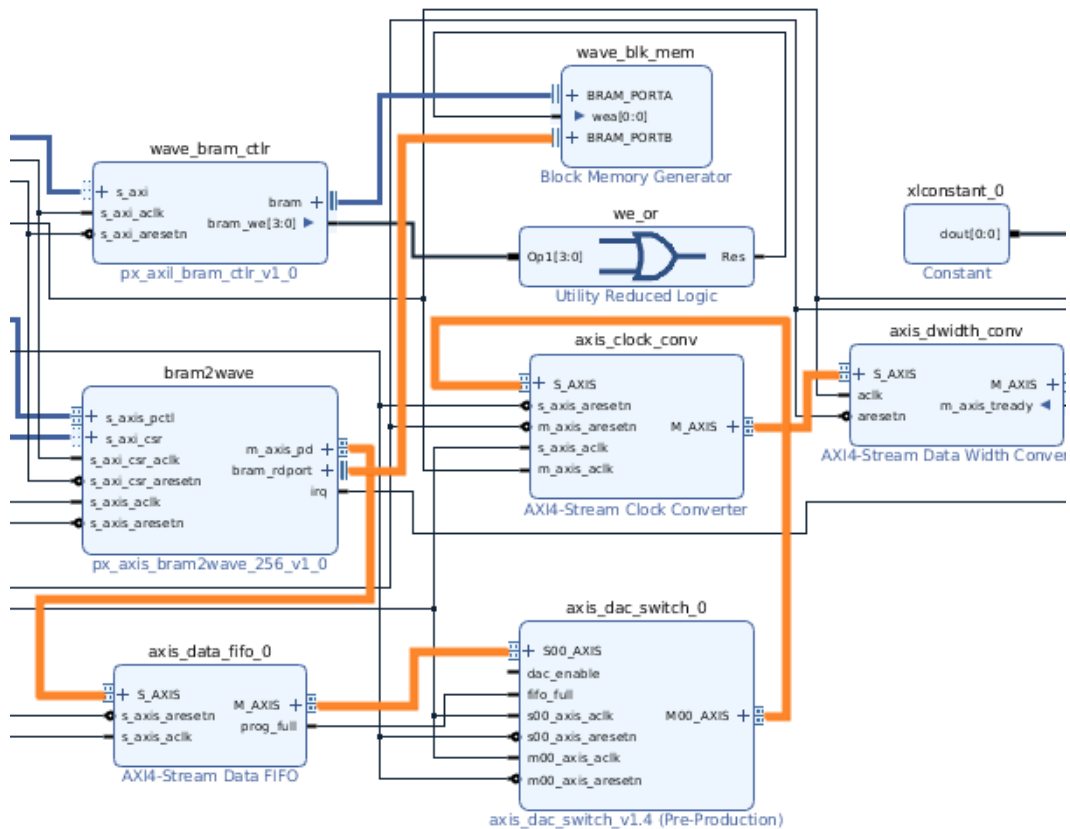 wave_blk_mem
BRAM_PORTA
wea[0:0]
BRAM_PORTB
Block Memory Generator
wave_bram_ctlr
s_axi
s_axi_aclk
s_axi_aresetn
bram
bram_we[3:0]
px_axil_bram_ctlr_v1_0
we_or
Op1[3:0]
Res
Utility Reduced Logic
xlconstant_0
dout[0:0]
Constant
axis_clock_conv
S_AXIS
s_axis_aresetn
m_axis_aresetn
s_axis_aclk
m_axis_aclk
M_AXIS
AXI4-Stream Clock Converter
axis_dwidth_conv
S_AXIS
aclk
aresetn
M_AXIS
m_axis_tready
AXI4-Stream Data Width Conver
bram2wave
s_axis_pctl
s_axi_csr
s_axi_csr_aclk
s_axi_csr_aresetn
s_axis_aclk
s_axis_aresetn
m_axis_pd
bram_rdport
irq
px_axis_bram2wave_256_v1_0
axis_data_fifo_0
S_AXIS
s_axis_aresetn
s_axis_aclk
M_AXIS
prog_full
AXI4-Stream Data FIFO
axis_dac_switch_0
S00_AXIS
dac_enable
fifo_full
s00_axis_aclk
s00_axis_aresetn
m00_axis_aclk
m00_axis_aresetn
M00_AXIS
axis_dac_switch_v1.4 (Pre-Production)